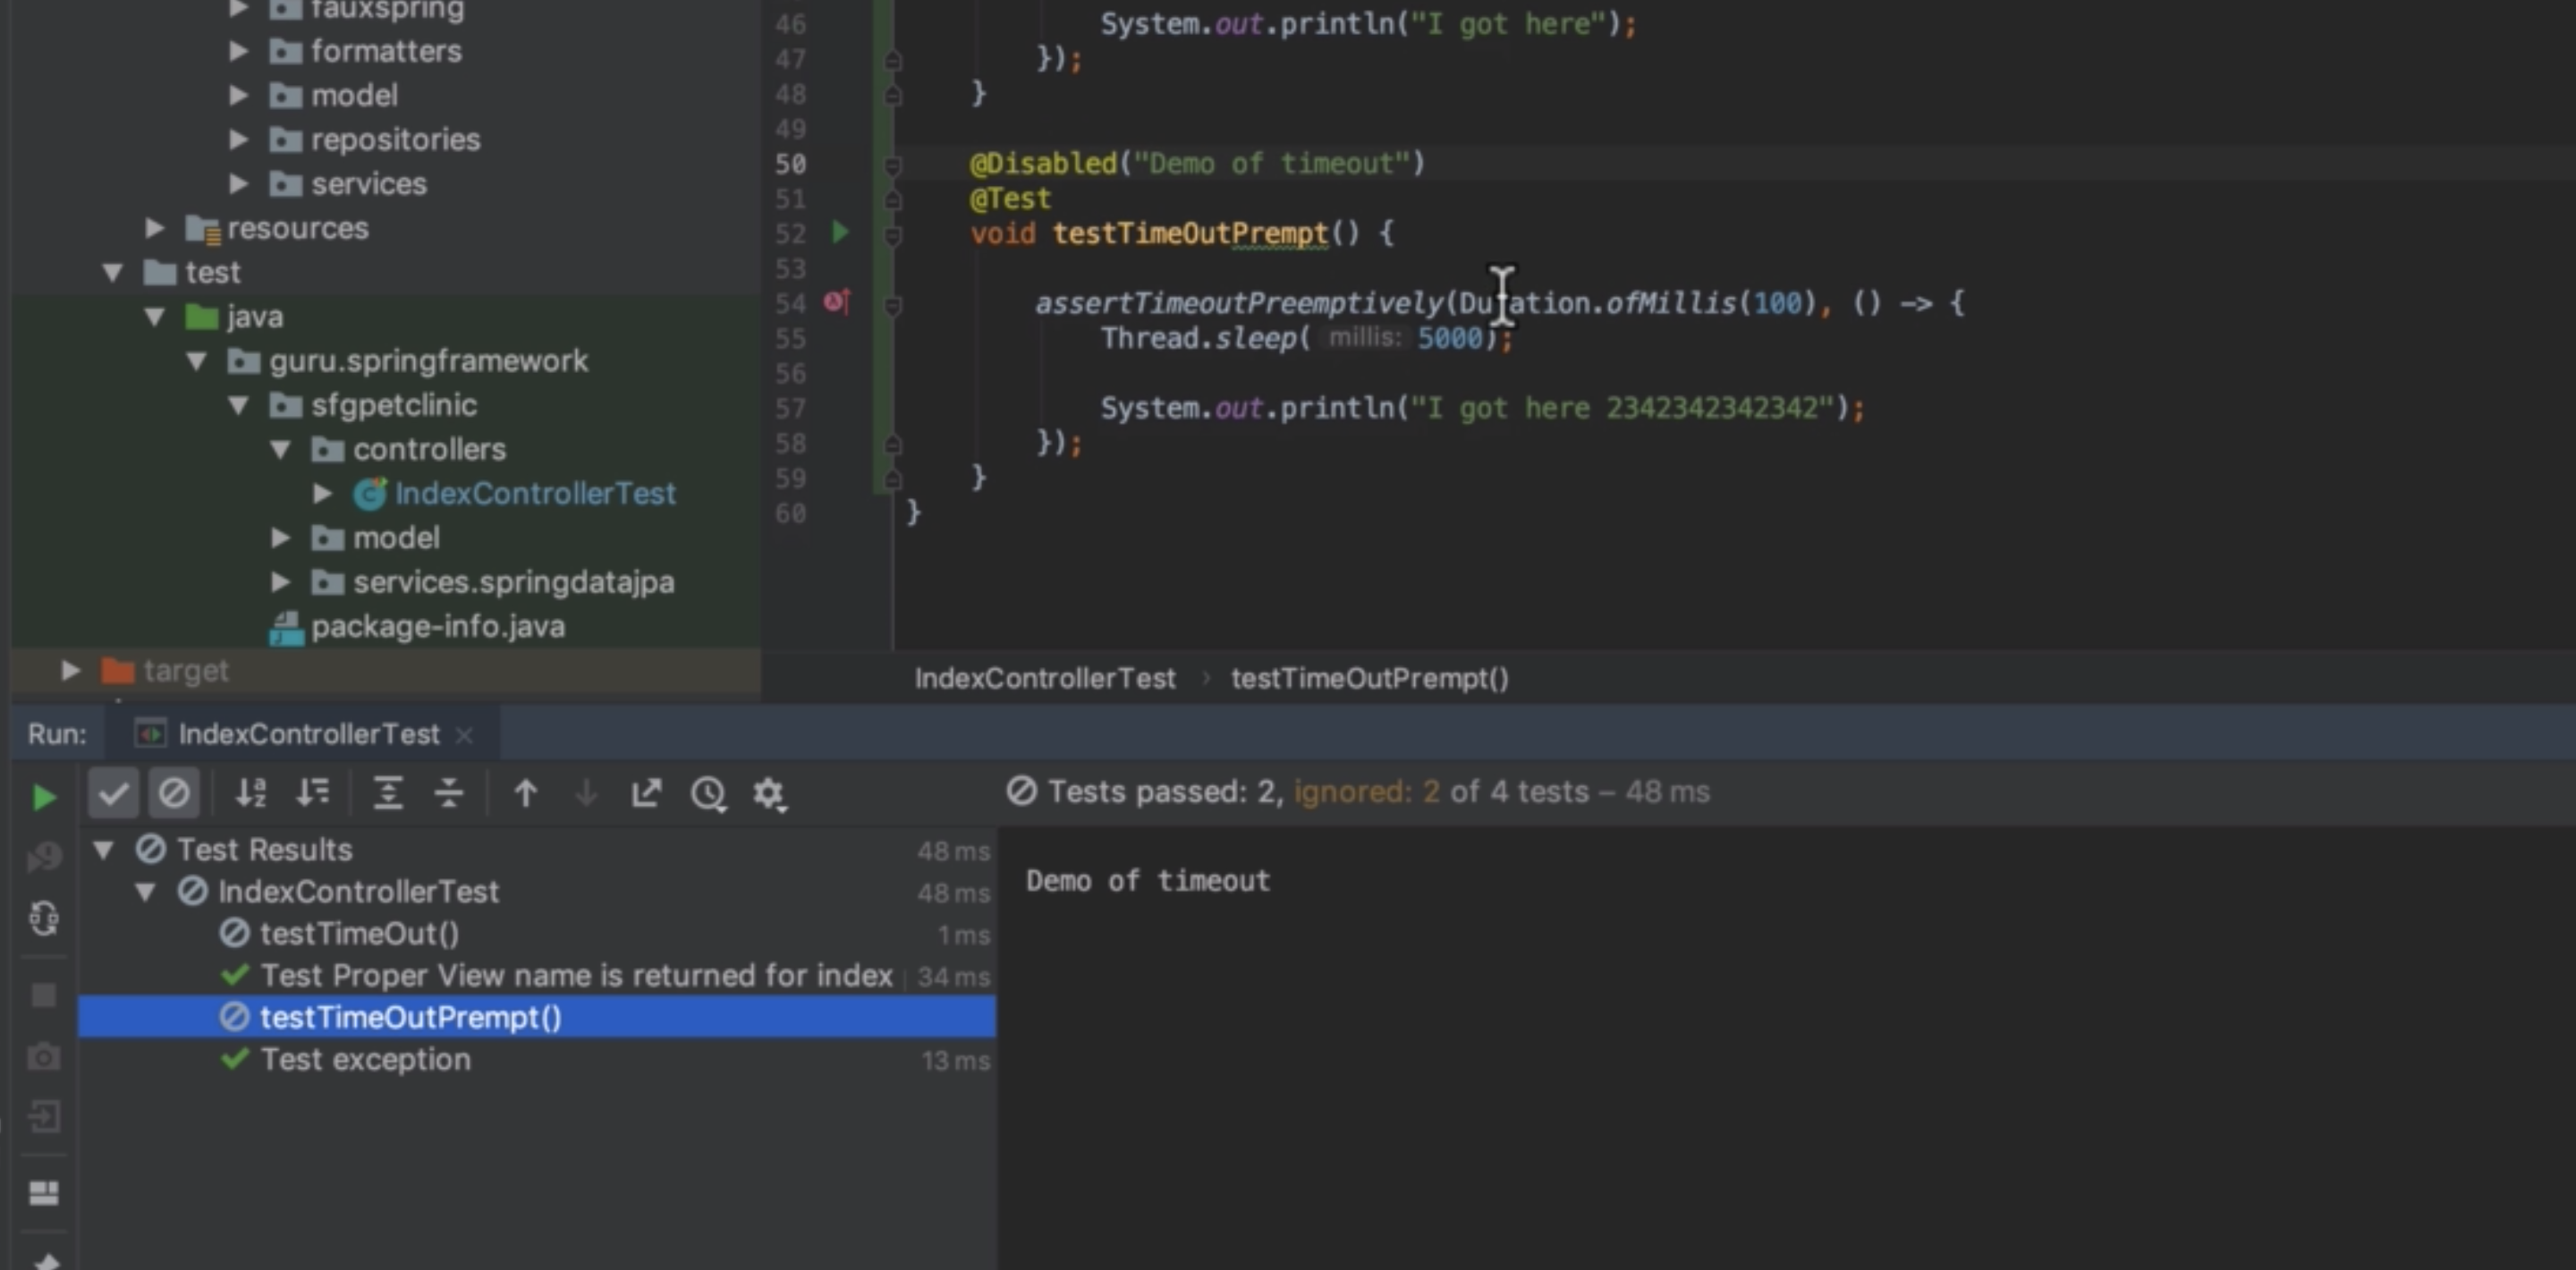 fauxspring
formatters
model
repositories
services
resources
test
java
guru.springframework
sfgpetclinic
controllers
IndexControllerTest
model
services.springdatajpa
package-info.java
target
46 System.out.println("I got here");
47 });
48 }
49
50 @Disabled("Demo of timeout")
51 @Test
52 void testTimeOutPrempt() {
53
54 assertTimeoutPreemptively(Duration.ofMillis(100), () -> {
55 Thread.sleep( millis: 5000);
56
57 System.out.println("I got here 2342342342342");
58 });
59 }
60 }
IndexControllerTest › testTimeOutPrempt()
Run: IndexControllerTest ×
Tests passed: 2, ignored: 2 of 4 tests – 48 ms
Test Results 48 ms
IndexControllerTest 48 ms
testTimeOut() 1 ms
Test Proper View name is returned for index 34 ms
testTimeOutPrempt()
Test exception 13 ms
Demo of timeout